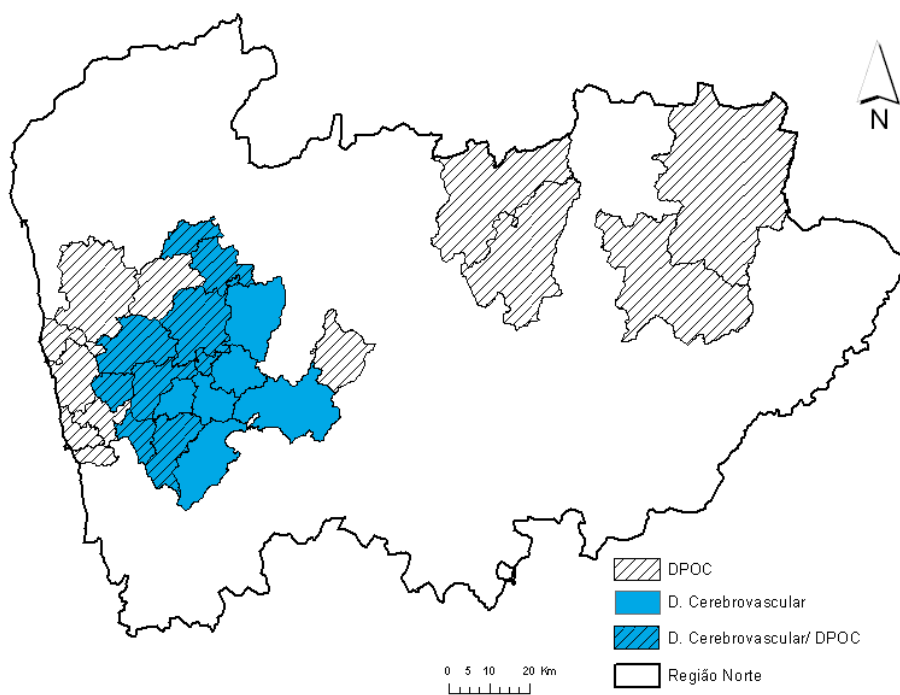 N
DPOC
D. Cerebrovascular
D. Cerebrovascular/ DPOC
Região Norte
0 5 10 20 Km